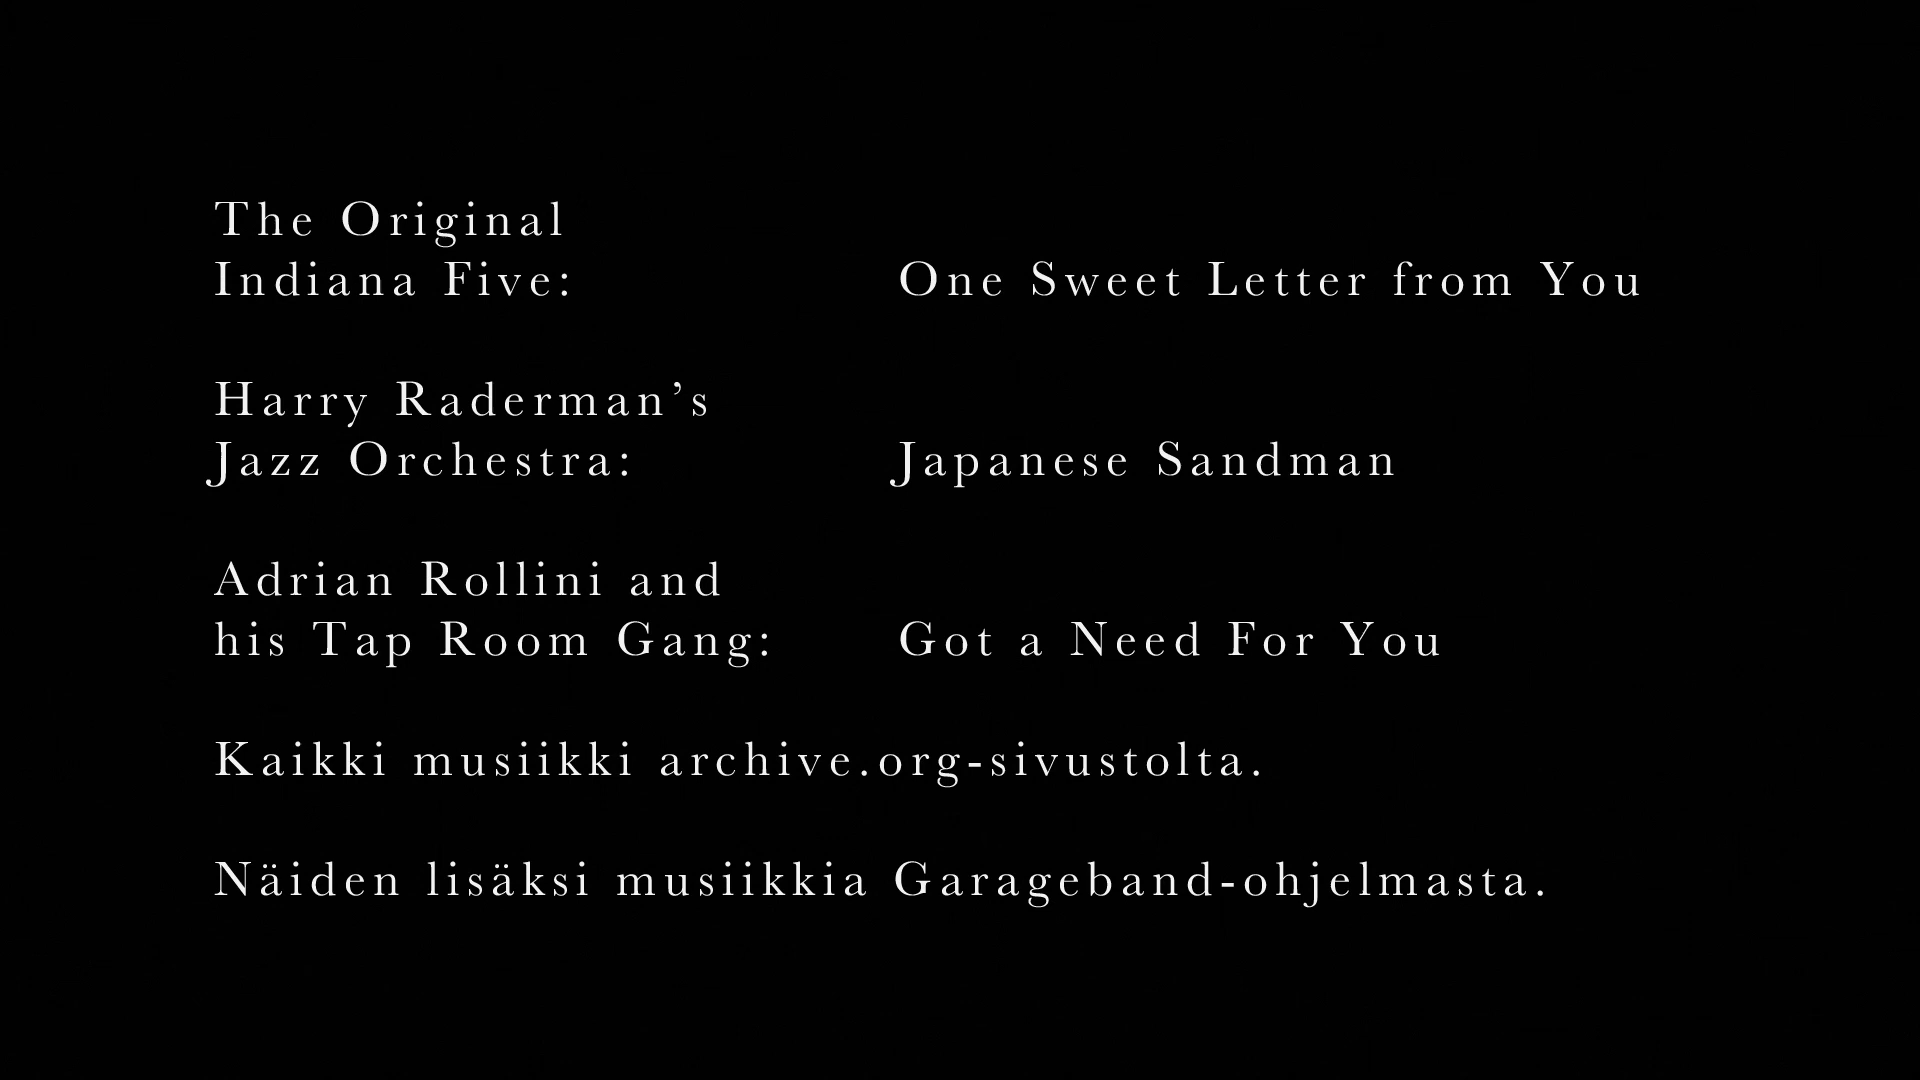 The Original
Indiana Five: One Sweet Letter from You
Harry Raderman’s
Jazz Orchestra: Japanese Sandman
Adrian Rollini and
his Tap Room Gang: Got a Need For You
Kaikki musiikki archive.org-sivustolta.
Näiden lisäksi musiikkia Garageband-ohjelmasta.